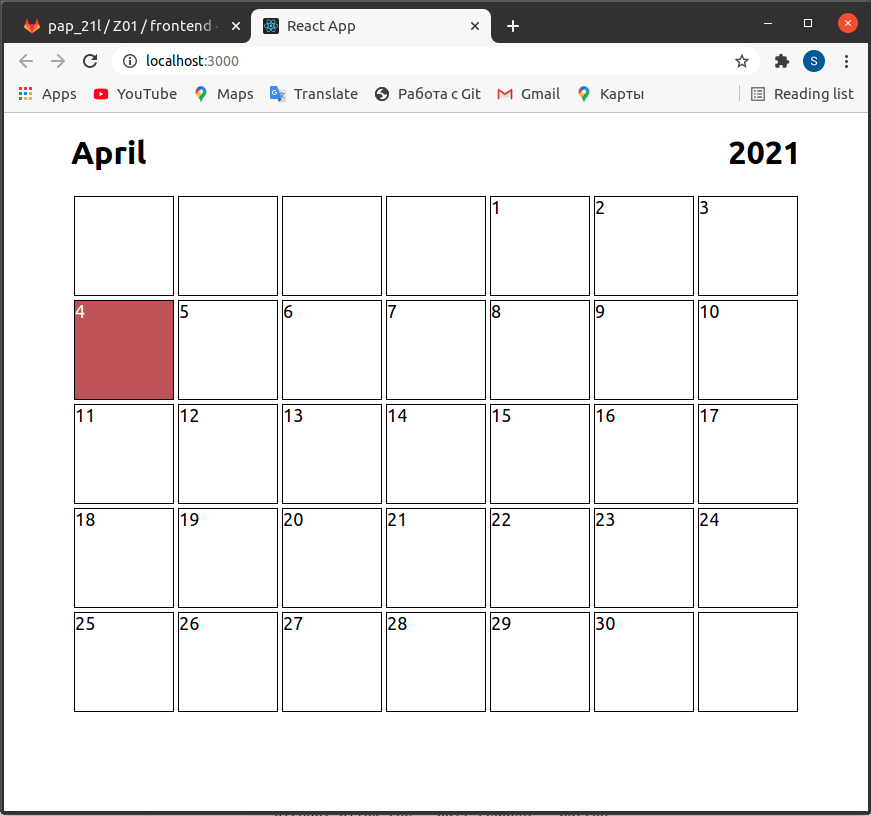 pap_21l / Z01 / frontend
React App
localhost:3000
S
Apps YouTube Maps Translate Работа с Git Gmail Карты Reading list
April 2021
1 2 3
4 5 6 7 8 9 10
11 12 13 14 15 16 17
18 19 20 21 22 23 24
25 26 27 28 29 30